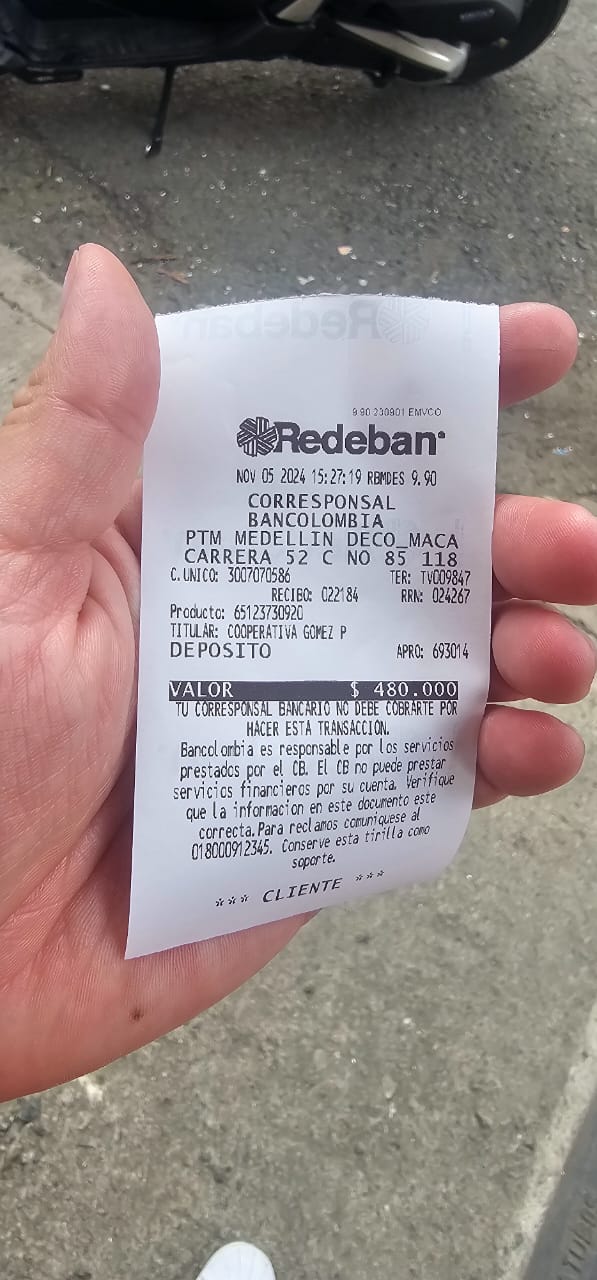 9.90 230901 EMVCO
Redeban
NOV 05 2024 15:27:19 RBMDES 9.90
CORRESPONSAL
BANCOLOMBIA
PTM MEDELLIN DECO_MACA
CARRERA 52 C NO 85 118
C.UNICO: 3007070586 TER: TV009847
RECIBO: 022184 RRN: 024267
Producto: 65123730920
TITULAR: COOPERATIVA GOMEZ P
DEPOSITO APRO: 693014
VALOR $ 480.000
TU CORRESPONSAL BANCARIO NO DEBE COBRARTE POR
HACER ESTA TRANSACCION.
Bancolombia es responsable por los servicios
prestados por el CB. El CB no puede prestar
servicios financieros por su cuenta. Verifique
que la informacion en este documento este
correcta. Para reclamos comuniquese al
018000912345. Conserve esta tirilla como
soporte.
*** CLIENTE ***